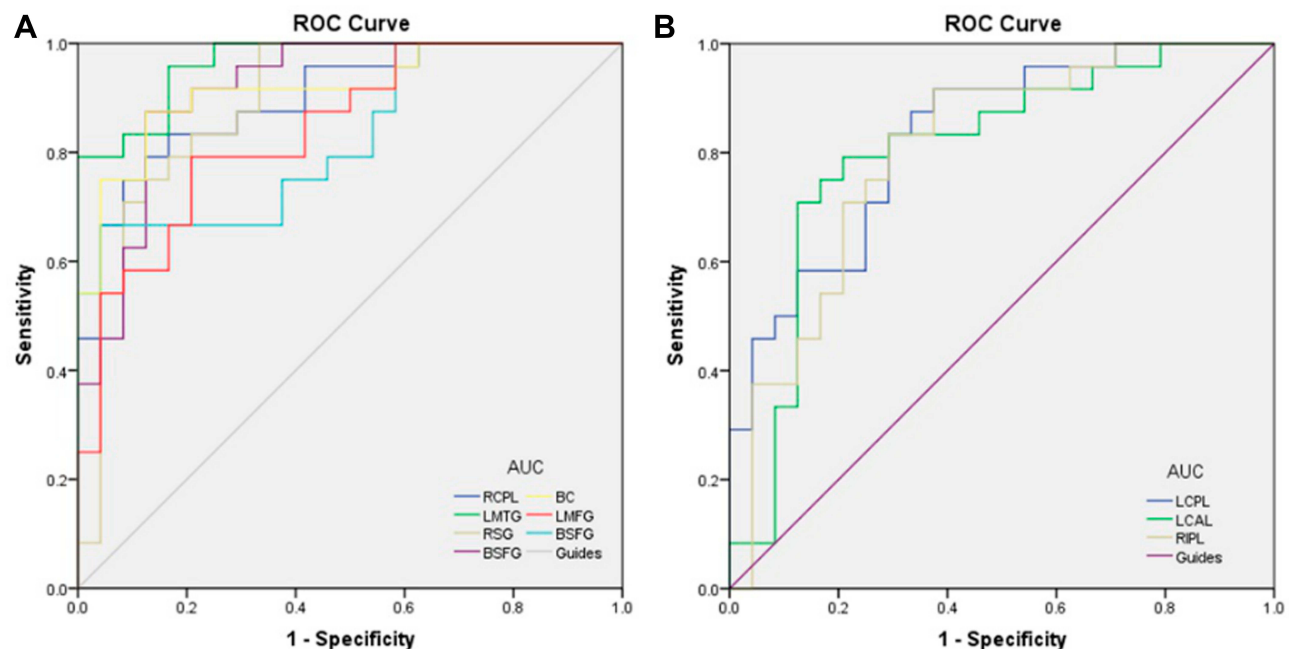 A
ROC Curve
1.0
0.8
0.6
0.4
0.2
0.0
Sensitivity
0.0 0.2 0.4 0.6 0.8 1.0
1 - Specificity
AUC
RCPL BC
LMTG LMFG
RSG BSFG
BSFG Guides
B
ROC Curve
1.0
0.8
0.6
0.4
0.2
0.0
Sensitivity
0.0 0.2 0.4 0.6 0.8 1.0
1 - Specificity
AUC
LCPL
LCAL
RIPL
Guides